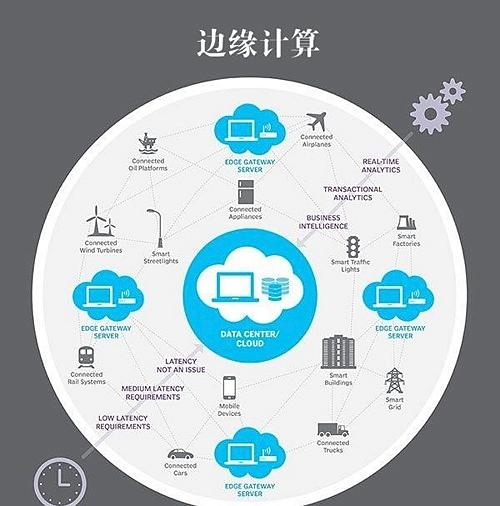 边缘计算
EDGE GATEWAY
SERVER
Connected
Airplanes
Connected
Oil Platforms
REAL-TIME
ANALYTICS
TRANSACTIONAL
ANALYTICS
BUSINESS
INTELLIGENCE
Connected
Appliances
Connected
Wind Turbines
Smart
Streetlights
Smart Traffic
Lights
Smart
Factories
EDGE GATEWAY
SERVER
DATA CENTER/
CLOUD
EDGE GATEWAY
SERVER
Connected
Rail Systems
LATENCY
NOT AN ISSUE
MEDIUM LATENCY
REQUIREMENTS
LOW LATENCY
REQUIREMENTS
Mobile
Devices
Smart
Buildings
Smart
Grid
Connected
Cars
EDGE GATEWAY
SERVER
Connected
Trucks